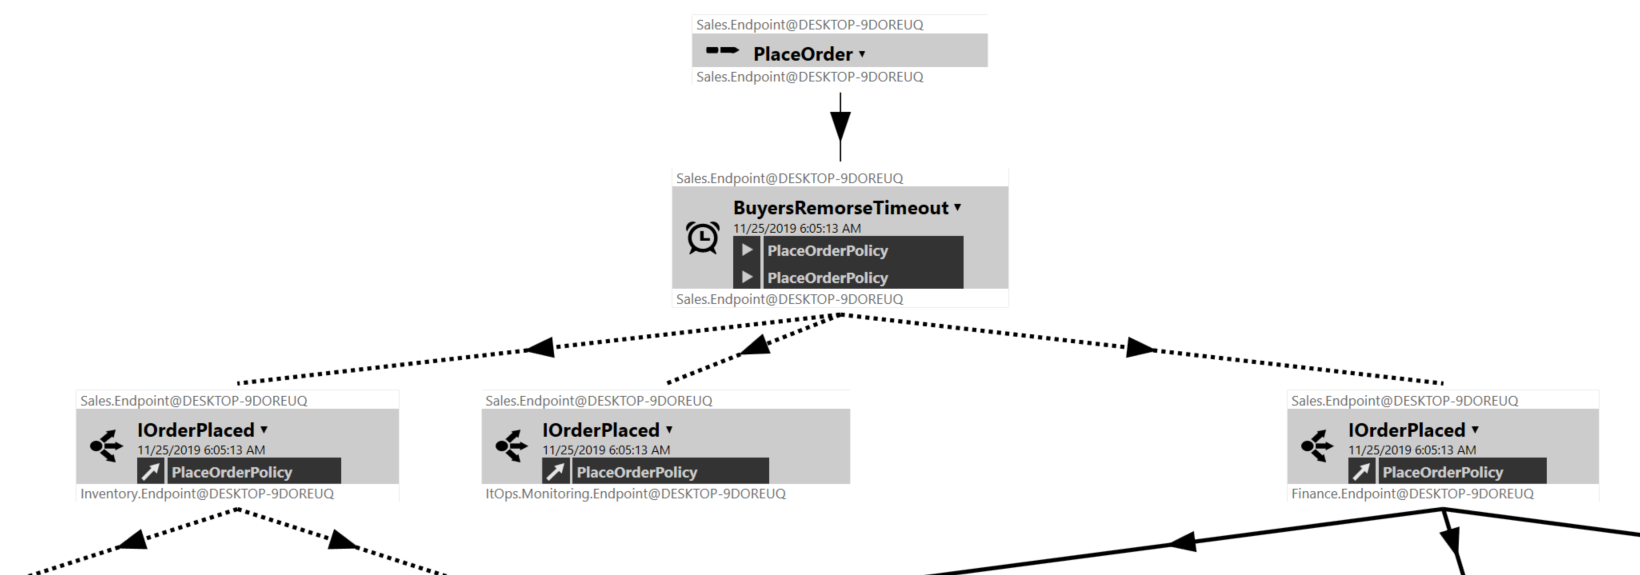 Sales.Endpoint@DESKTOP-9DOREUQ
PlaceOrder
Sales.Endpoint@DESKTOP-9DOREUQ
Sales.Endpoint@DESKTOP-9DOREUQ
BuyersRemorseTimeout
11/25/2019 6:05:13 AM
PlaceOrderPolicy
PlaceOrderPolicy
Sales.Endpoint@DESKTOP-9DOREUQ
Sales.Endpoint@DESKTOP-9DOREUQ
IOrderPlaced
11/25/2019 6:05:13 AM
PlaceOrderPolicy
Inventory.Endpoint@DESKTOP-9DOREUQ
Sales.Endpoint@DESKTOP-9DOREUQ
IOrderPlaced
11/25/2019 6:05:13 AM
PlaceOrderPolicy
ItOps.Monitoring.Endpoint@DESKTOP-9DOREUQ
Sales.Endpoint@DESKTOP-9DOREUQ
IOrderPlaced
11/25/2019 6:05:13 AM
PlaceOrderPolicy
Finance.Endpoint@DESKTOP-9DOREUQ